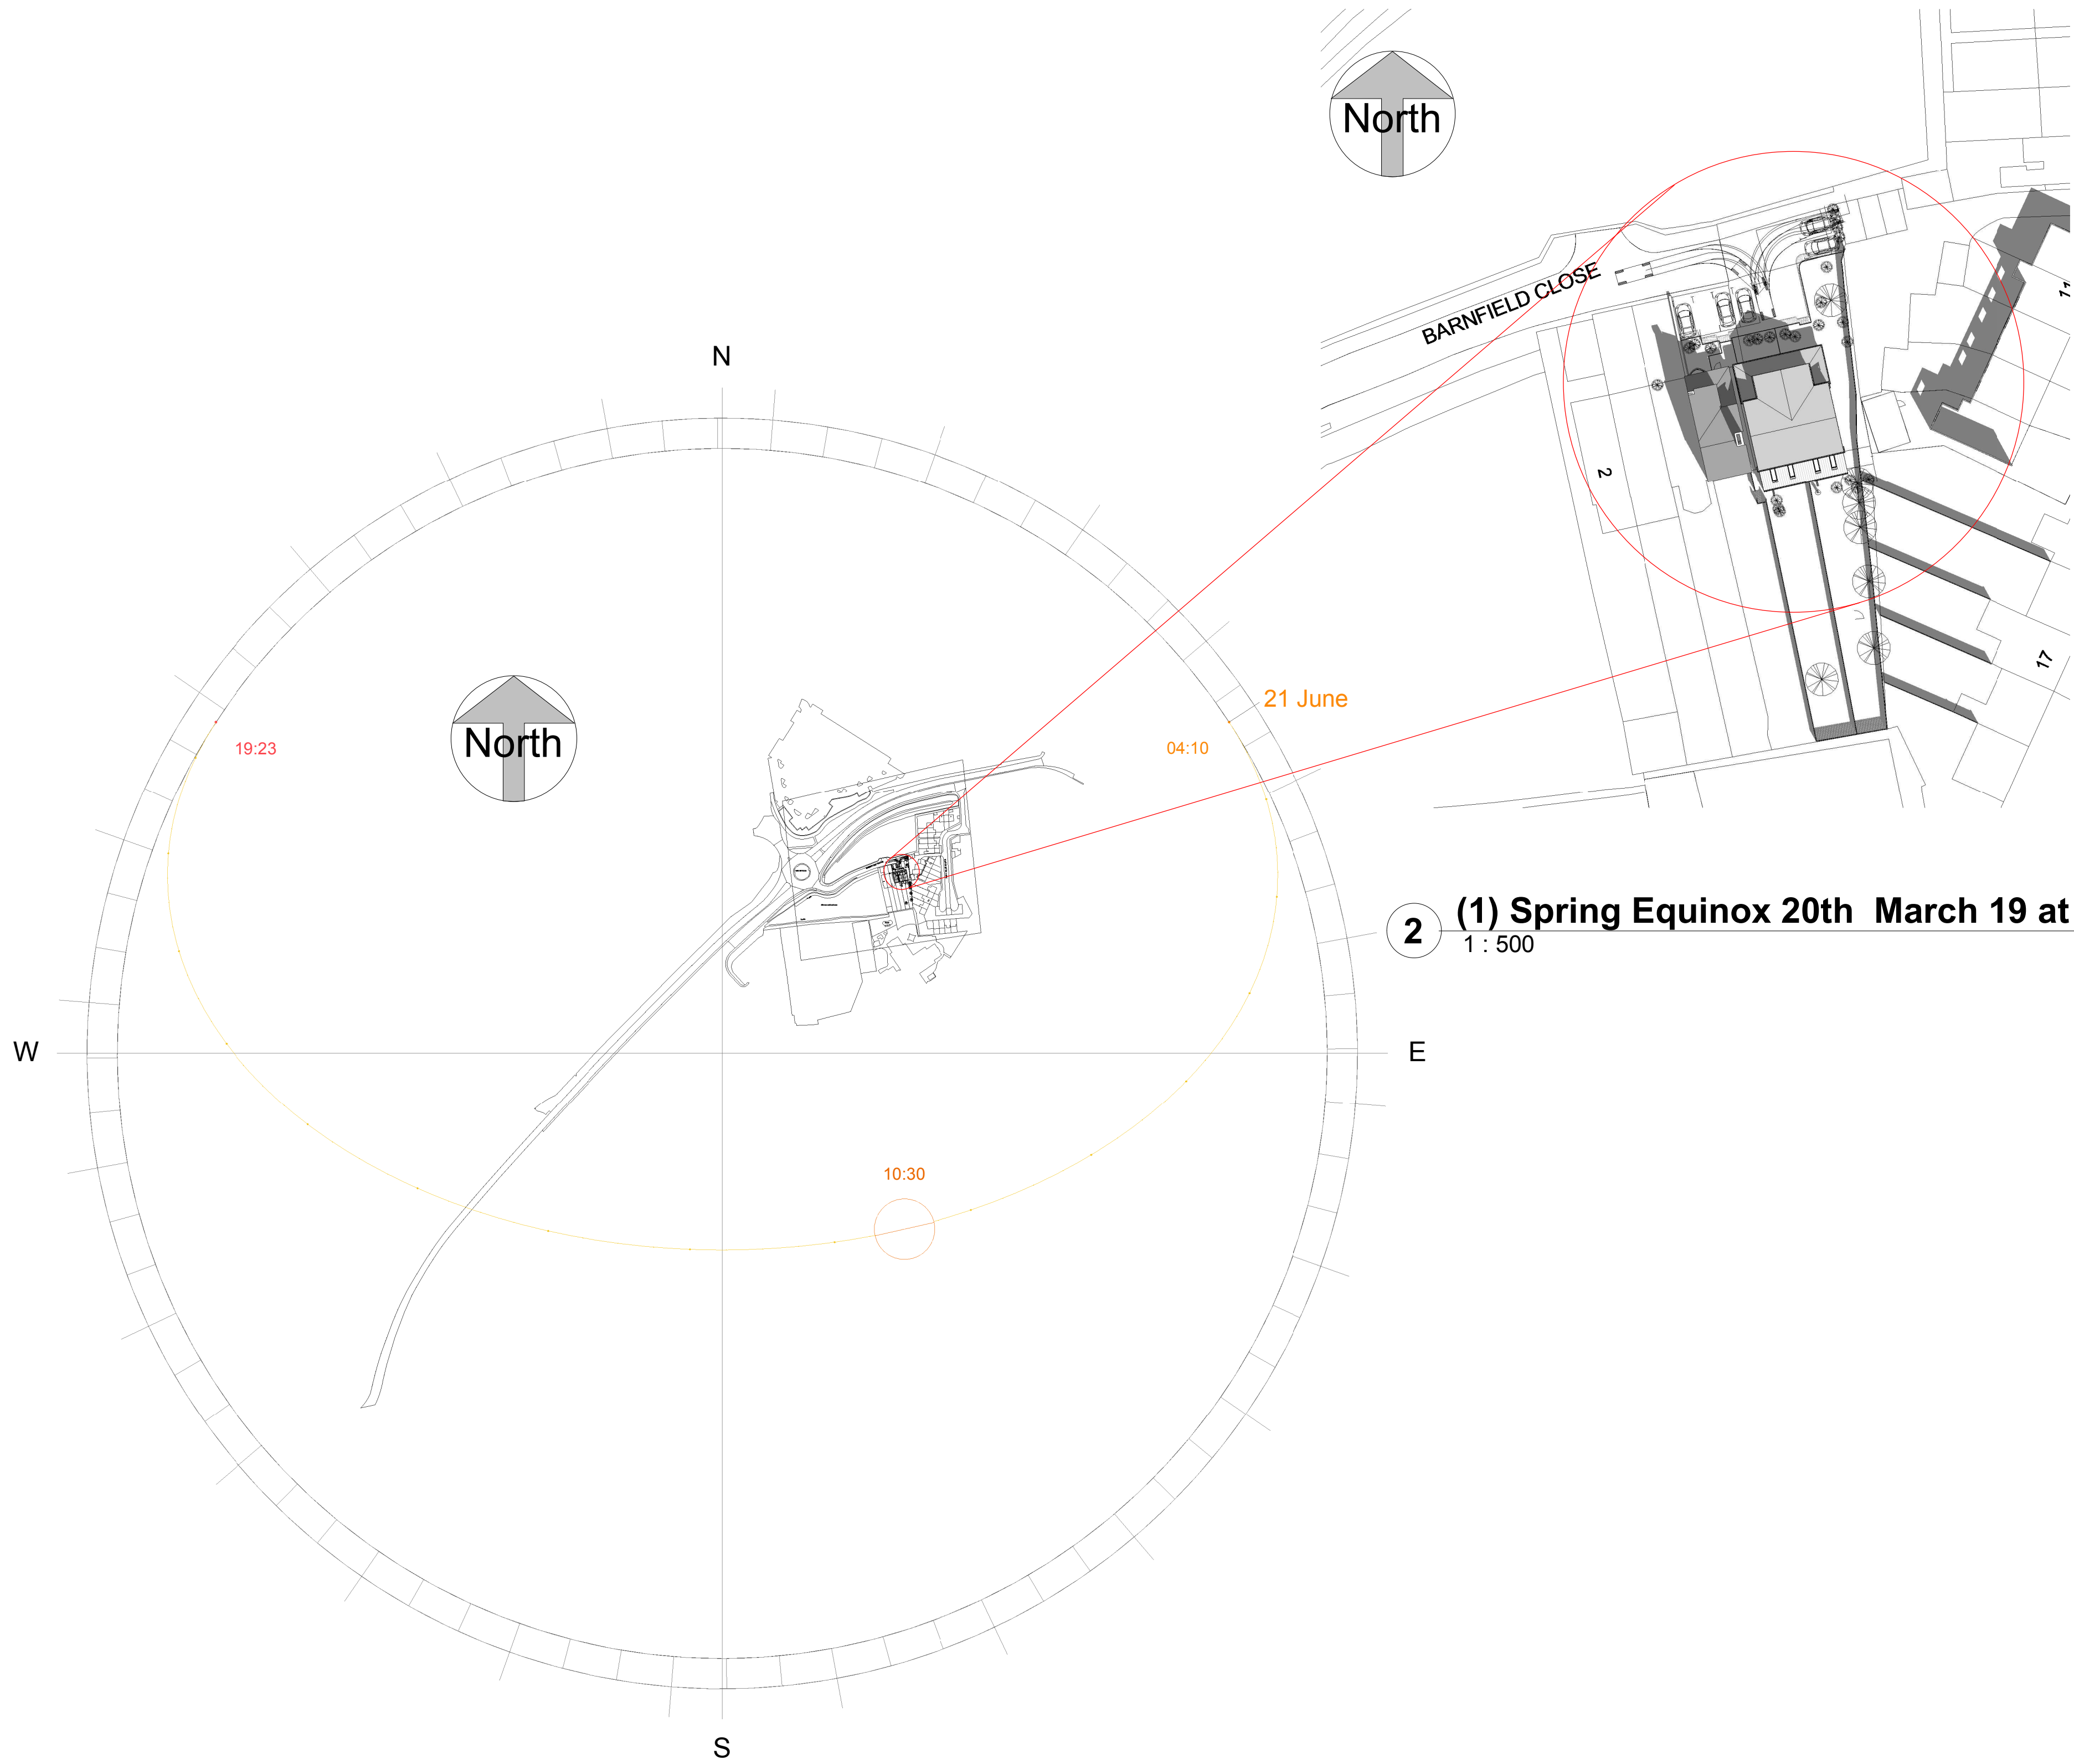 North
BARNFIELD CLOSE
11
2
17
N
21 June
19:23
North
04:10
2
(1) Spring Equinox 20th March 19 at
1 : 500
W
E
10:30
S